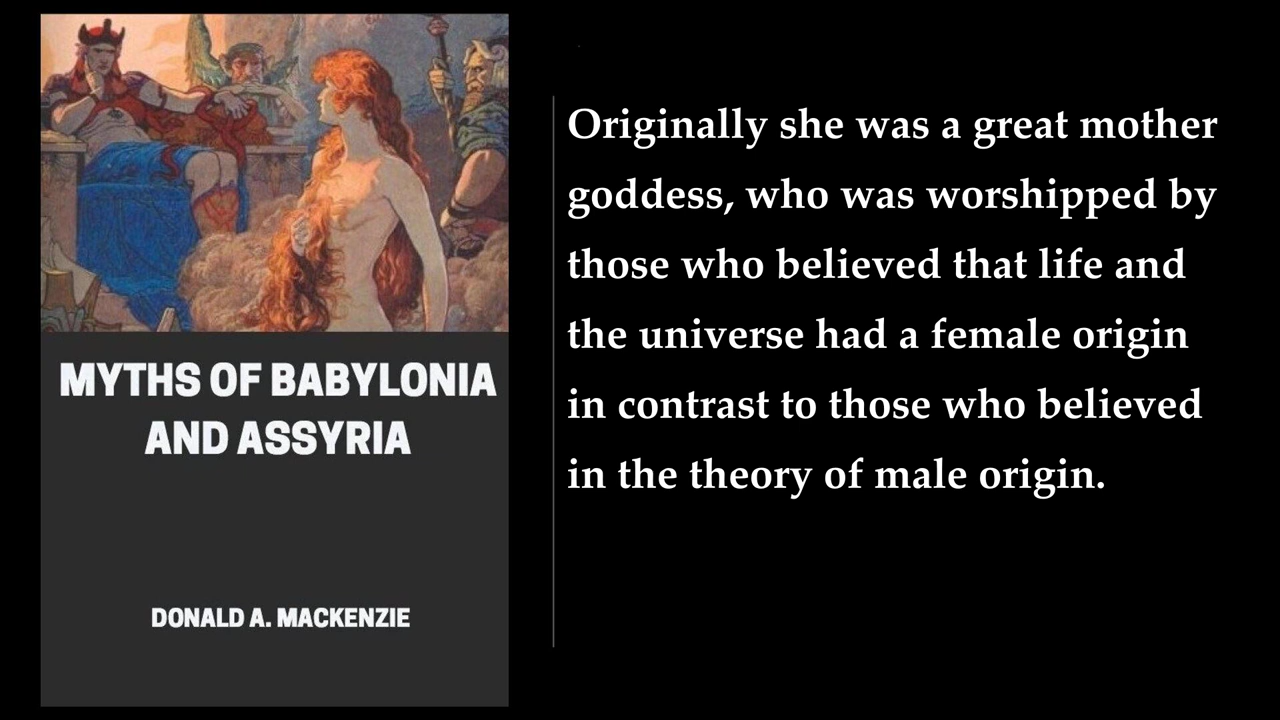 MYTHS OF BABYLONIA
AND ASSYRIA
DONALD A. MACKENZIE
Originally she was a great mother
goddess, who was worshipped by
those who believed that life and
the universe had a female origin
in contrast to those who believed
in the theory of male origin.